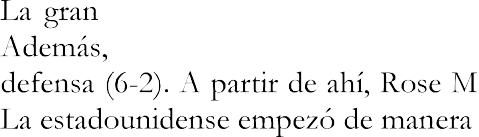 La gran
Además,
defensa (6-2). A partir de ahí, Rose M
La estadounidense empezó de manera